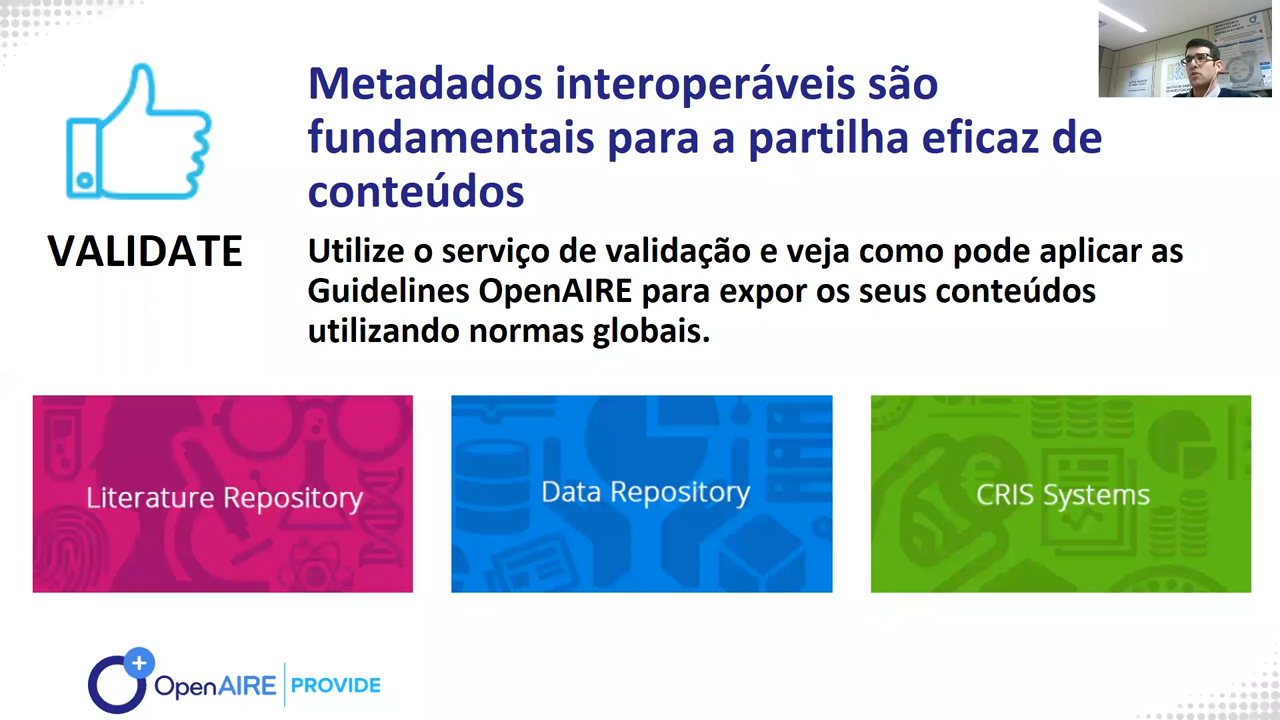 Metadados interoperáveis são
fundamentais para a partilha eficaz de
conteúdos
VALIDATE
Utilize o serviço de validação e veja como pode aplicar as
Guidelines OpenAIRE para expor os seus conteúdos
utilizando normas globais.
Literature Repository
Data Repository
CRIS Systems
OpenAIRE PROVIDE